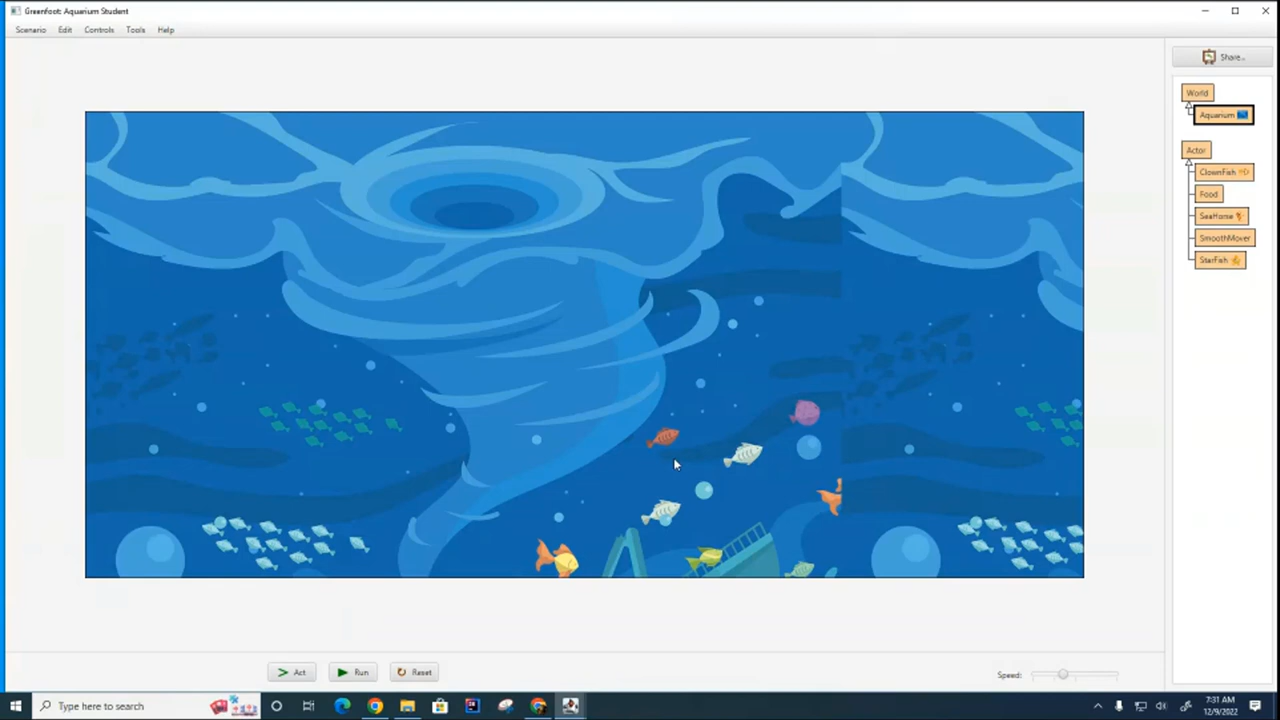 Greenfoot: Aquarium Student
Scenario Edit Controls Tools Help
Share...
World
Aquarium
Actor
ClownFish
Food
SeaHorse
SmoothMover
StarFish
Act Run Reset
Speed:
Type here to search
7:31 AM
12/9/2022